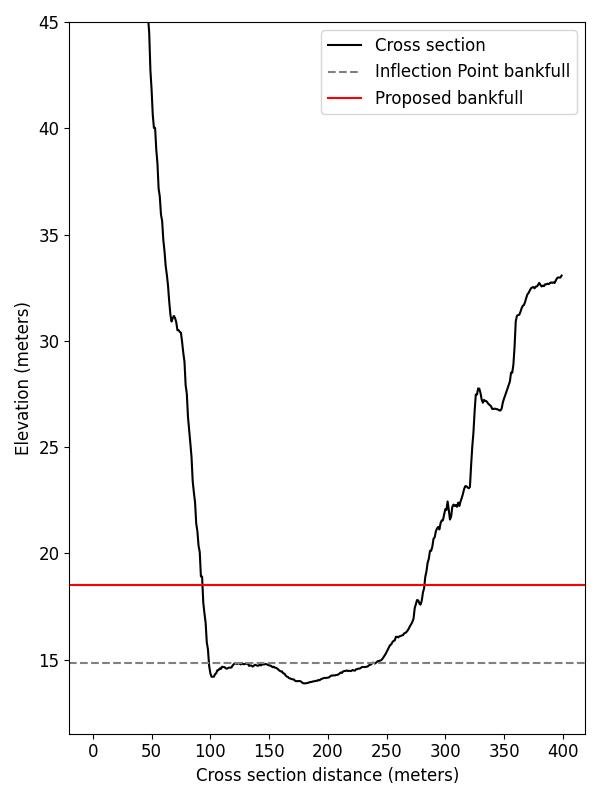 45
40
35
30
25
20
15
Elevation (meters)
Cross section
Inflection Point bankfull
Proposed bankfull
0 50 100 150 200 250 300 350 400
Cross section distance (meters)